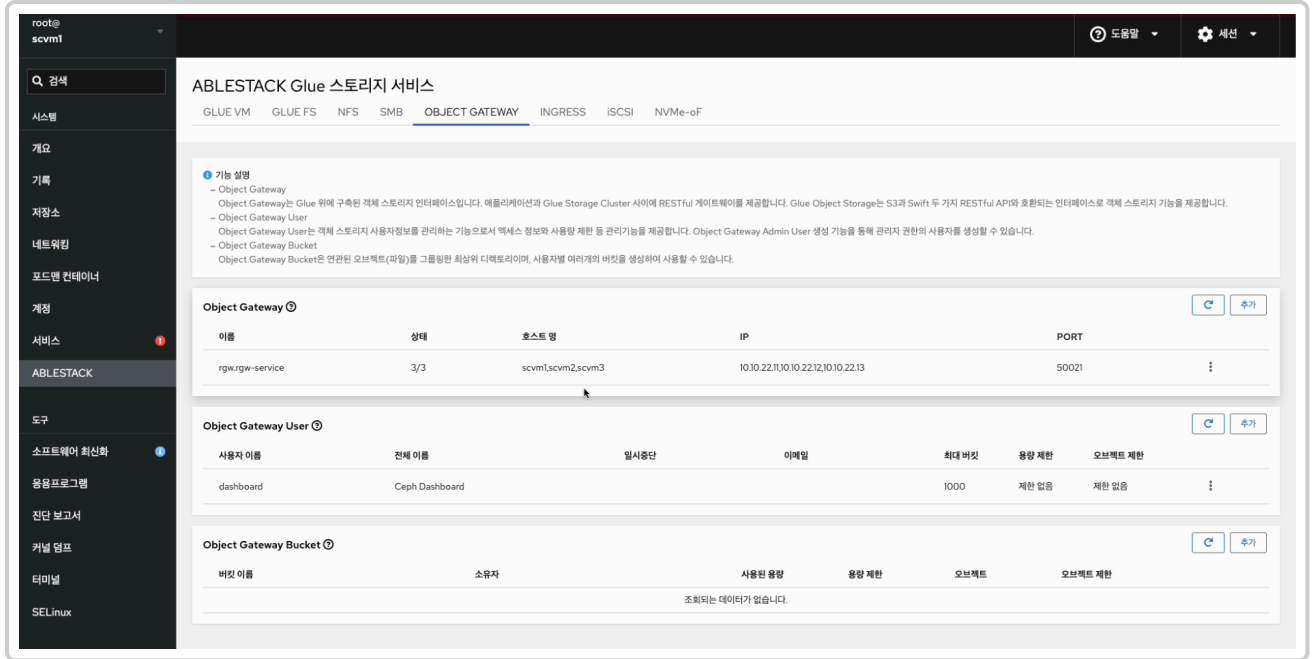 root@
scvm1
도움말
세션
검색
시스템
개요
기록
저장소
네트워킹
포드맨 컨테이너
계정
서비스
ABLESTACK
도구
소프트웨어 최신화
응용프로그램
진단 보고서
커널 덤프
터미널
SELinux
ABLESTACK Glue 스토리지 서비스
GLUE VM GLUE FS NFS SMB OBJECT GATEWAY INGRESS iSCSI NVMe-oF
기능 설명
– Object Gateway
Object Gateway는 Glue 위에 구축된 객체 스토리지 인터페이스입니다. 애플리케이션과 Glue Storage Cluster 사이에 RESTful 게이트웨이를 제공합니다. Glue Object Storage는 S3과 Swift 두 가지 RESTful API와 호환되는 인터페이스로 객체 스토리지 기능을 제공합니다.
– Object Gateway User
Object Gateway User는 객체 스토리지 사용자정보를 관리하는 기능으로서 엑세스 정보와 사용량 제한 등 관리기능을 제공합니다. Object Gateway Admin User 생성 기능을 통해 관리자 권한의 사용자를 생성할 수 있습니다.
– Object Gateway Bucket
Object Gateway Bucket은 연관된 오브젝트(파일)를 그룹핑한 최상위 디렉토리이며, 사용자별 여러개의 버킷을 생성하여 사용할 수 있습니다.
Object Gateway
추가
이름 상태 호스트 명 IP PORT
rgw.rgw-service 3/3 scvm1,scvm2,scvm3 10.10.22.11,10.10.22.12,10.10.22.13 50021
Object Gateway User
추가
사용자 이름 전체 이름 일시중단 이메일 최대 버킷 용량 제한 오브젝트 제한
dashboard Ceph Dashboard 1000 제한 없음 제한 없음
Object Gateway Bucket
추가
버킷 이름 소유자 사용된 용량 용량 제한 오브젝트 오브젝트 제한
조회되는 데이터가 없습니다.